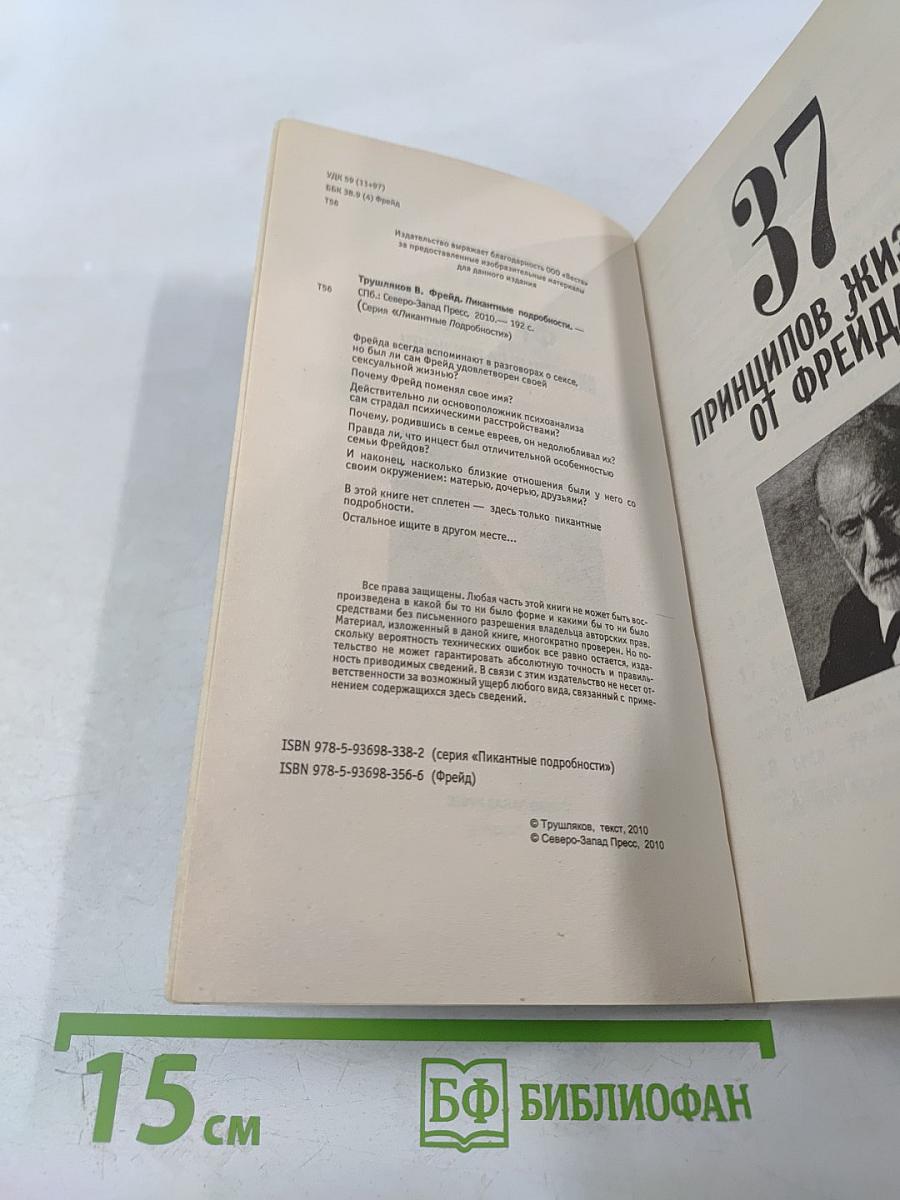 УДК 59 (11+97)
ББК 38.9 (4) Фрейд
Т56
Издательство выражает благодарность ООО «Веста»
за предоставленные изобразительные материалы
для данного издания
Т56
Трушляков В. Фрейд. Пикантные подробности. —
СПб.: Северо-Запад Пресс, 2010.— 192 с.
(Серия «Пикантные Подробности»)
Фрейда всегда вспоминают в разговорах о сексе,
но был ли сам Фрейд удовлетворен своей
сексуальной жизнью?
Почему Фрейд поменял свое имя?
Действительно ли основоположник психоанализа
сам страдал психическими расстройствами?
Почему, родившись в семье евреев, он недолюбливал их?
Правда ли, что инцест был отличительной особенностью
семьи Фрейдов?
И наконец, насколько близкие отношения были у него со
своим окружением: матерью, дочерью, друзьями?
В этой книге нет сплетен — здесь только пикантные
подробности.
Остальное ищите в другом месте...
Все права защищены. Любая часть этой книги не может быть вос-
произведена в какой бы то ни было форме и какими бы то ни было
средствами без письменного разрешения владельца авторских прав.
Материал, изложенный в даной книге, многократно проверен. Но по-
скольку вероятность технических ошибок все равно остается, изда-
тельство не может гарантировать абсолютную точность и правиль-
ность приводимых сведений. В связи с этим издательство не несет от-
ветственности за возможный ущерб любого вида, связанный с приме-
нением содержащихся здесь сведений.
ISBN 978-5-93698-338-2 (серия «Пикантные подробности»)
ISBN 978-5-93698-356-6 (Фрейд)
© Трушляков, текст, 2010
© Северо-Запад Пресс, 2010
37
ПРИНЦИПОВ ЖИЗ
ОТ ФРЕЙДА
15 см
БФ БИБЛИОФАН